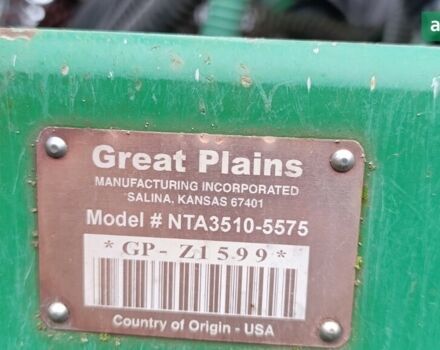 Great Plains
MANUFACTURING INCORPORATED
SALINA, KANSAS 67401
Model # NTA3510-5575
*GP-Z1599*
Country of Origin - USA